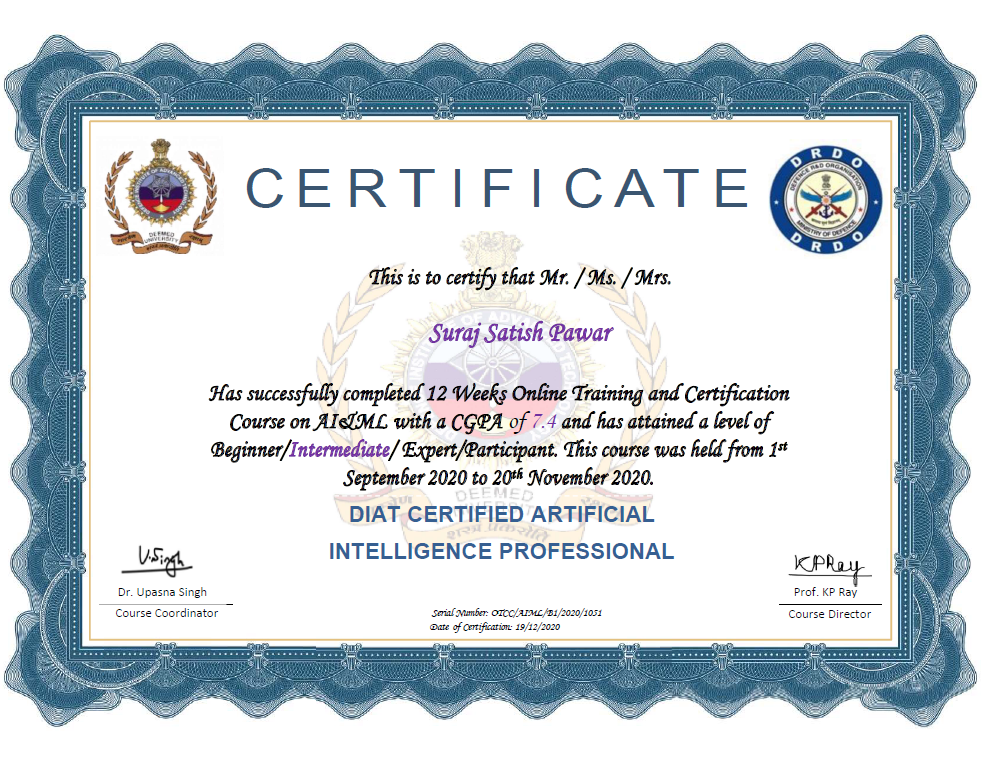 CERTIFICATE
DEEMED
UNIVERSITY
DRDO
DEFENCE R&D ORGANISATION
MINISTRY OF DEFENCE
DRDO
This is to certify that Mr. / Ms. / Mrs.
Suraj Satish Pawar
Has successfully completed 12 Weeks Online Training and Certification
Course on AI&ML with a CGPA of 7.4 and has attained a level of
Beginner/Intermediate/ Expert/Participant. This course was held from 1st
September 2020 to 20th November 2020.
DEEMED
DIAT CERTIFIED ARTIFICIAL
INTELLIGENCE PROFESSIONAL
V.Singh
Dr. Upasna Singh
Course Coordinator
KPRay
Prof. KP Ray
Course Director
Serial Number: OTCC/AIML/B1/2020/1051
Date of Certification: 19/12/2020